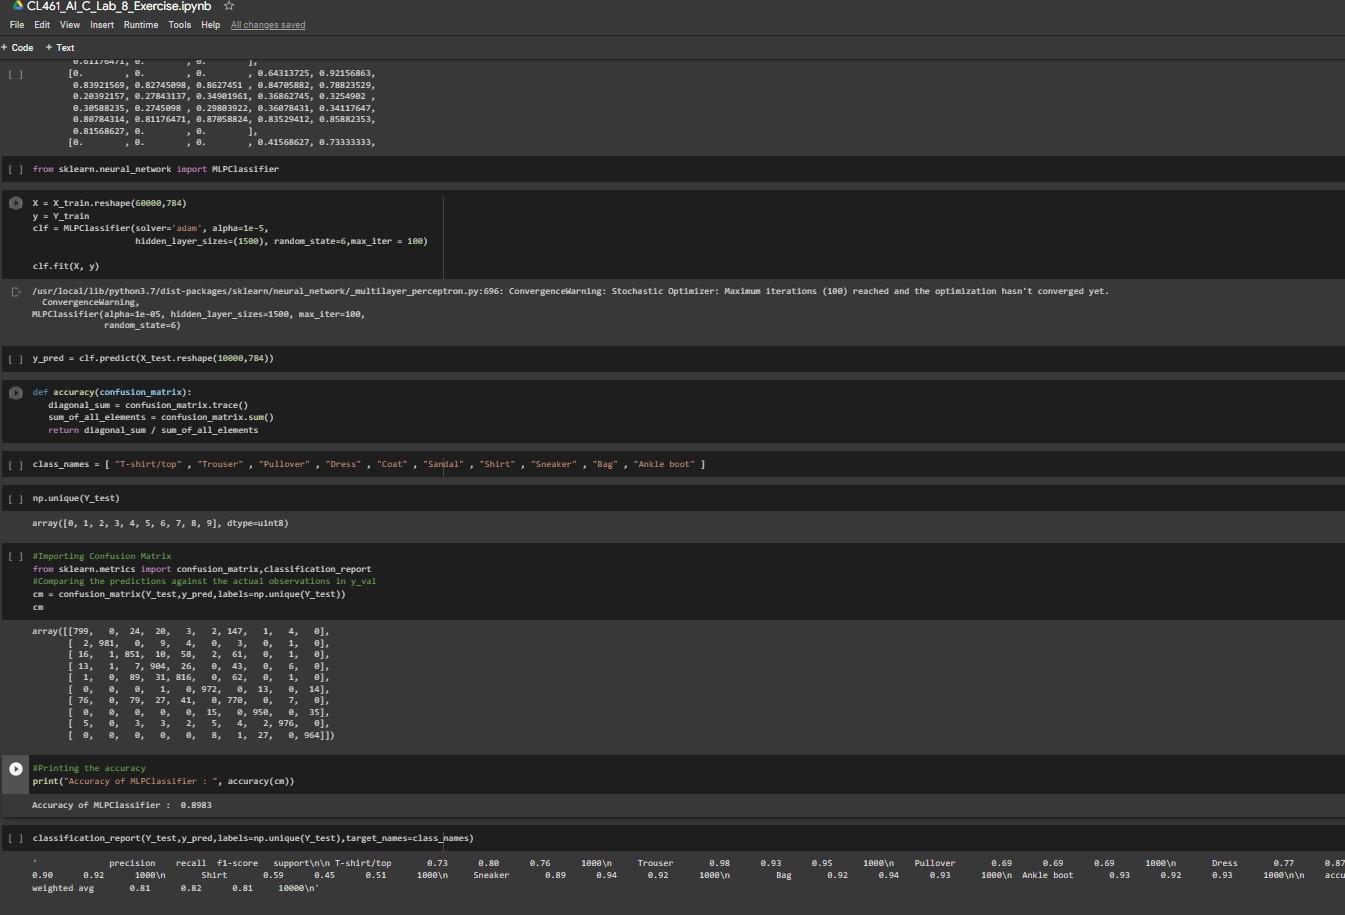 CL461_AI_C_Lab_8_Exercise.ipynb ☆
File Edit View Insert Runtime Tools Help All changes saved
+ Code + Text
0.61176471, 0. , 0. ],
[ ] [0. , 0. , 0. , 0.64313725, 0.92156863,
0.83921569, 0.82745098, 0.8627451 , 0.84705882, 0.78823529,
0.20392157, 0.27843137, 0.34901961, 0.36862745, 0.3254902 ,
0.30588235, 0.2745098 , 0.29803922, 0.36078431, 0.34117647,
0.80784314, 0.81176471, 0.87058824, 0.83529412, 0.85882353,
0.81568627, 0. , 0. ],
[0. , 0. , 0. , 0.41568627, 0.73333333,
[ ] from sklearn.neural_network import MLPClassifier
X = X_train.reshape(60000,784)
y = Y_train
clf = MLPClassifier(solver='adam', alpha=1e-5,
hidden_layer_sizes=(1500), random_state=6,max_iter = 100)
clf.fit(X, y)
/usr/local/lib/python3.7/dist-packages/sklearn/neural_network/_multilayer_perceptron.py:696: ConvergenceWarning: Stochastic Optimizer: Maximum iterations (100) reached and the optimization hasn't converged yet.
ConvergenceWarning,
MLPClassifier(alpha=1e-05, hidden_layer_sizes=1500, max_iter=100,
random_state=6)
[ ] y_pred = clf.predict(X_test.reshape(10000,784))
def accuracy(confusion_matrix):
diagonal_sum = confusion_matrix.trace()
sum_of_all_elements = confusion_matrix.sum()
return diagonal_sum / sum_of_all_elements
[ ] class_names = [ "T-shirt/top" , "Trouser" , "Pullover" , "Dress" , "Coat" , "Sandal" , "Shirt" , "Sneaker" , "Bag" , "Ankle boot" ]
[ ] np.unique(Y_test)
array([0, 1, 2, 3, 4, 5, 6, 7, 8, 9], dtype=uint8)
[ ] #Importing Confusion Matrix
from sklearn.metrics import confusion_matrix,classification_report
#Comparing the predictions against the actual observations in y_val
cm = confusion_matrix(Y_test,y_pred,labels=np.unique(Y_test))
cm
array([[799, 0, 24, 20, 3, 2, 147, 1, 4, 0],
[ 2, 981, 0, 9, 4, 0, 3, 0, 1, 0],
[ 16, 1, 851, 10, 58, 2, 61, 0, 1, 0],
[ 13, 1, 7, 904, 26, 0, 43, 0, 6, 0],
[ 1, 0, 89, 31, 816, 0, 62, 0, 1, 0],
[ 0, 0, 0, 1, 0, 972, 0, 13, 0, 14],
[ 76, 0, 79, 27, 41, 0, 770, 0, 7, 0],
[ 0, 0, 0, 0, 0, 15, 0, 950, 0, 35],
[ 5, 0, 3, 3, 2, 5, 4, 2, 976, 0],
[ 0, 0, 0, 0, 0, 8, 1, 27, 0, 964]])
#Printing the accuracy
print("Accuracy of MLPClassifier : ", accuracy(cm))
Accuracy of MLPClassifier : 0.8983
[ ] classification_report(Y_test,y_pred,labels=np.unique(Y_test),target_names=class_names)
' precision recall f1-score support\n\n T-shirt/top 0.73 0.80 0.76 1000\n Trouser 0.98 0.93 0.95 1000\n Pullover 0.69 0.69 0.69 1000\n Dress 0.77 0.87
0.90 0.92 1000\n Shirt 0.59 0.45 0.51 1000\n Sneaker 0.89 0.94 0.92 1000\n Bag 0.92 0.94 0.93 1000\n Ankle boot 0.93 0.92 0.93 1000\n\n accu
weighted avg 0.81 0.82 0.81 10000\n'